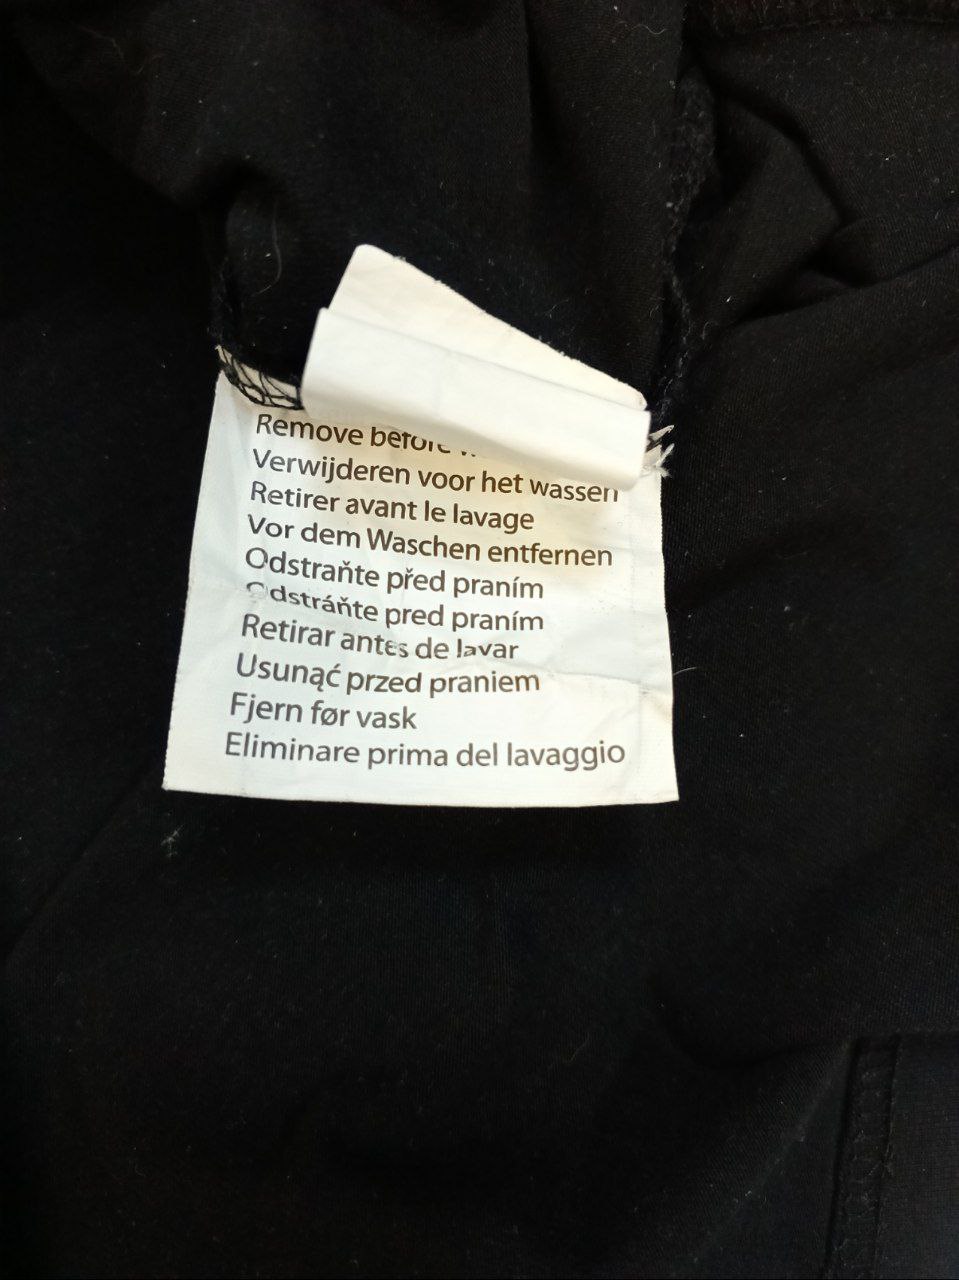 Remove before
Verwijderen voor het wassen
Retirer avant le lavage
Vor dem Waschen entfernen
Odstraňte před praním
Odstráňte pred praním
Retirar antes de lavar
Usunąć przed praniem
Fjern før vask
Eliminare prima del lavaggio